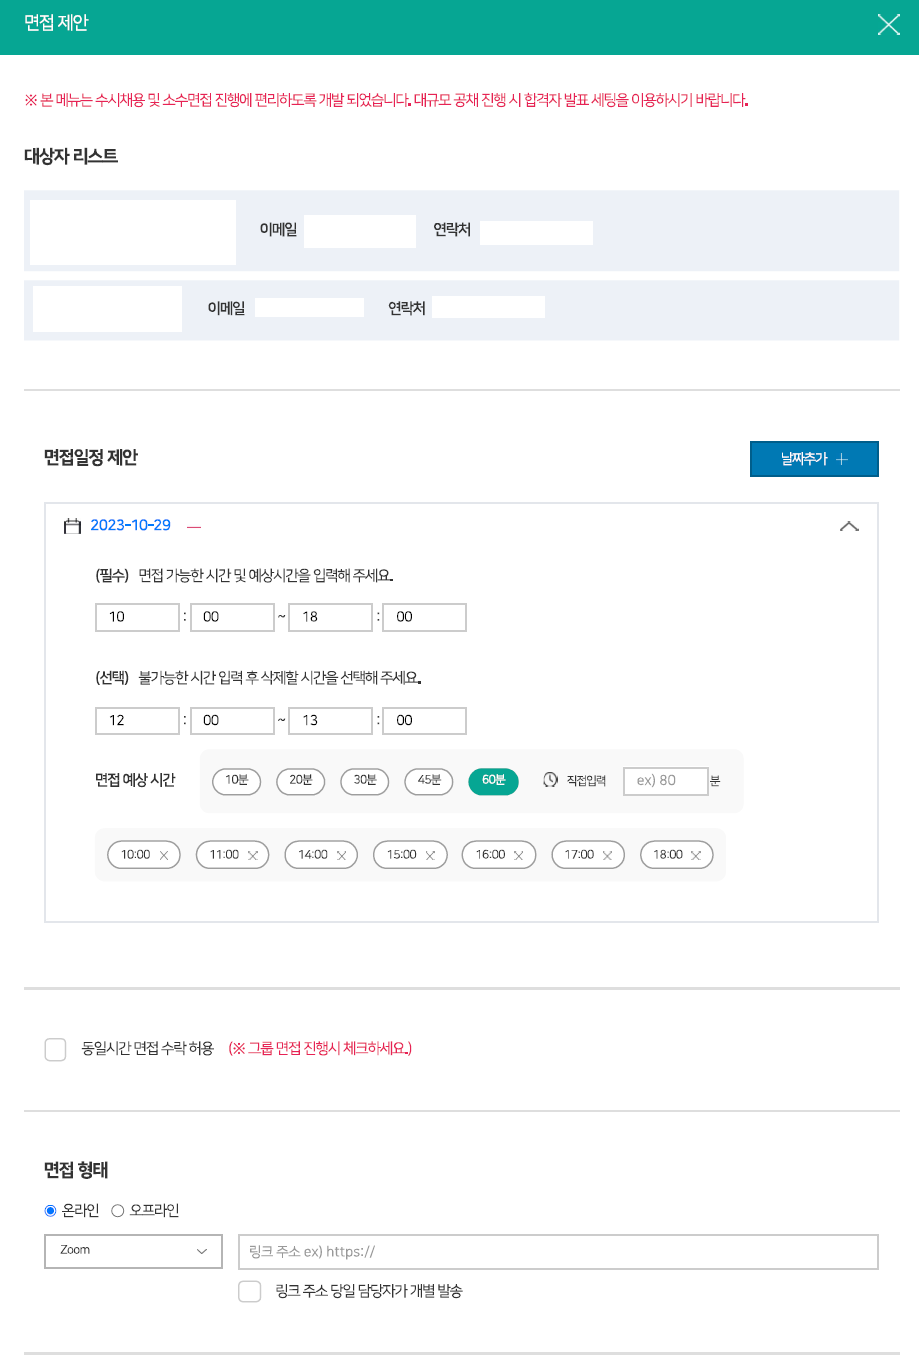 면접 제안
※ 본 메뉴는 수시채용 및 소수면접 진행에 편리하도록 개발 되었습니다. 대규모 공채 진행 시 합격자 발표 세팅을 이용하시기 바랍니다.
대상자 리스트
이메일 연락처
이메일 연락처
면접일정 제안 날짜추가 +
2023-10-29
(필수) 면접 가능한 시간 및 예상시간을 입력해 주세요.
10 : 00 ~ 18 : 00
(선택) 불가능한 시간 입력 후 삭제할 시간을 선택해 주세요.
12 : 00 ~ 13 : 00
면접 예상 시간 10분 20분 30분 45분 60분 직접입력 ex) 80 분
10:00 11:00 14:00 15:00 16:00 17:00 18:00
동일시간 면접 수락 허용 (※ 그룹 면접 진행시 체크하세요.)
면접 형태
온라인 오프라인
Zoom 링크 주소 ex) https://
링크 주소 당일 담당자가 개별 발송